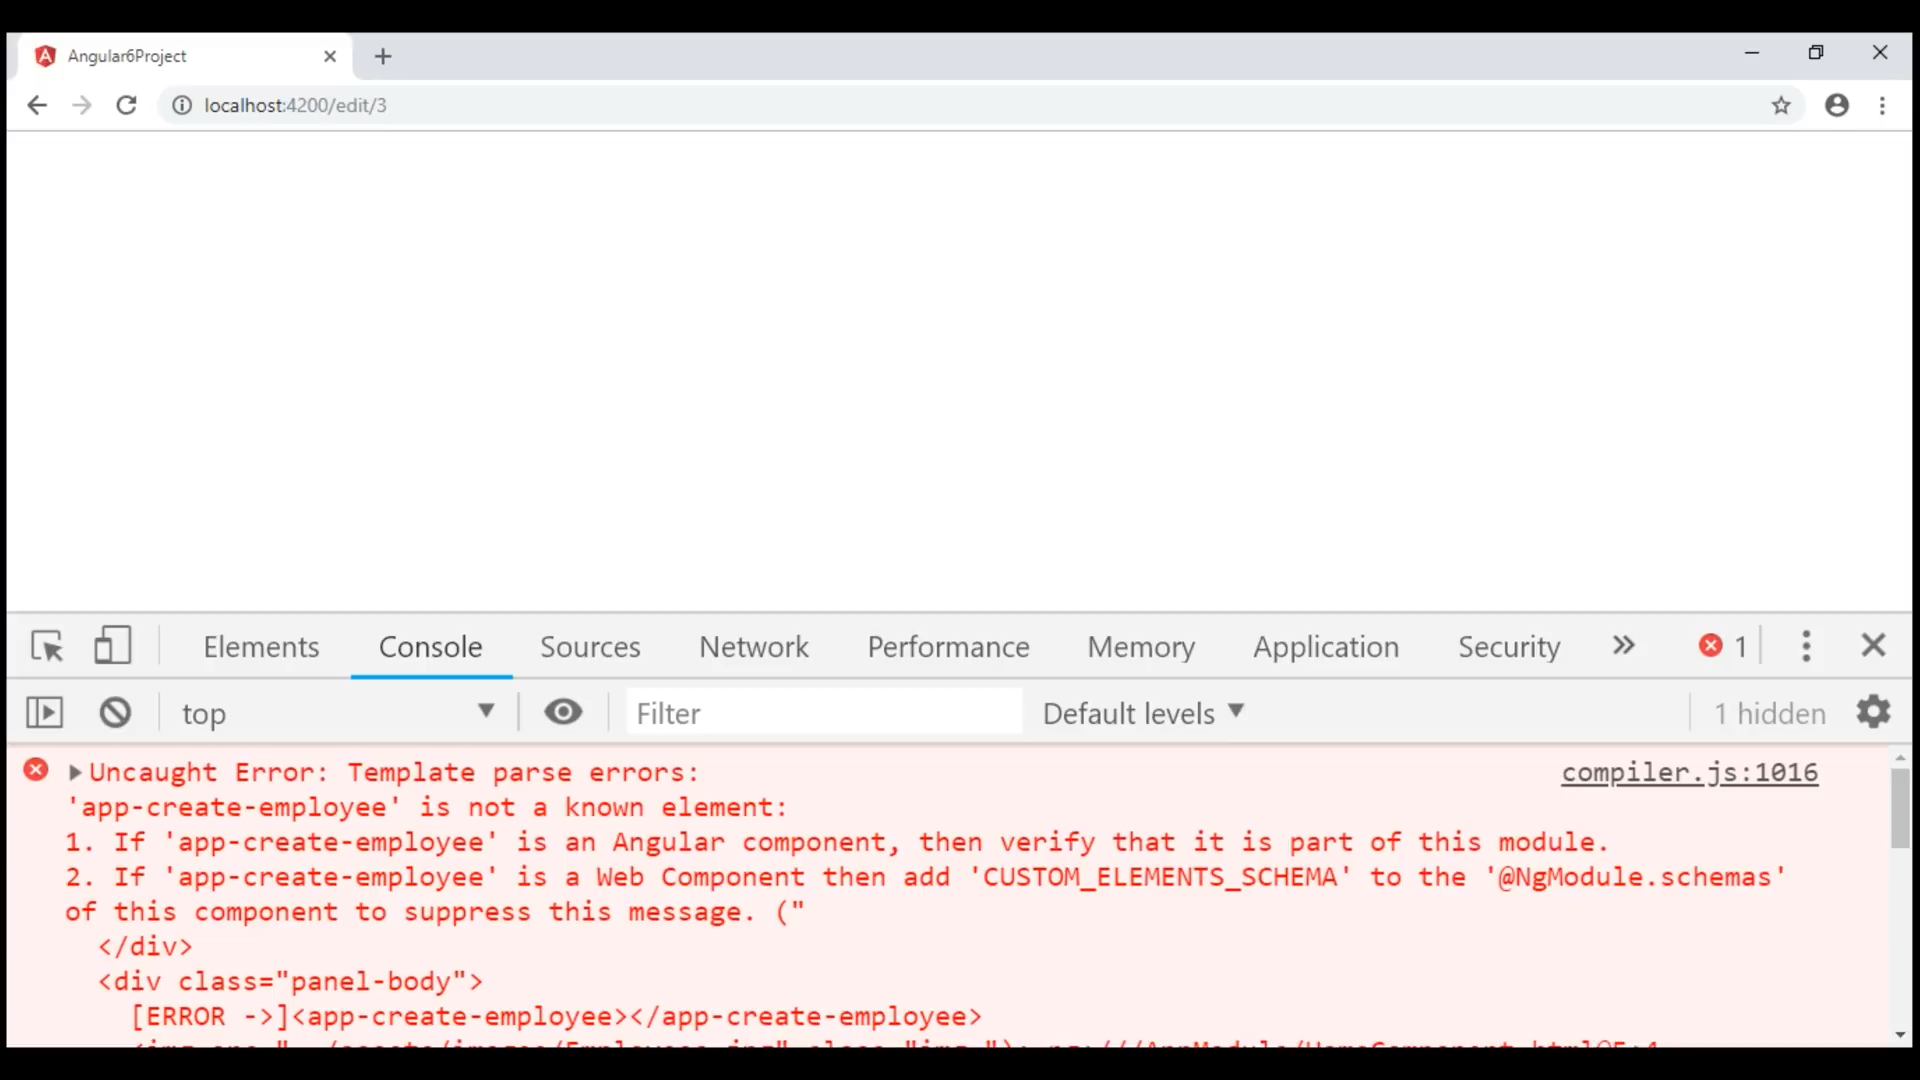 Angular6Project
localhost:4200/edit/3
Elements Console Sources Network Performance Memory Application Security » 1
top Filter Default levels 1 hidden
Uncaught Error: Template parse errors: compiler.js:1016
'app-create-employee' is not a known element:
1. If 'app-create-employee' is an Angular component, then verify that it is part of this module.
2. If 'app-create-employee' is a Web Component then add 'CUSTOM_ELEMENTS_SCHEMA' to the '@NgModule.schemas'
of this component to suppress this message. ("
</div>
<div class="panel-body">
[ERROR ->]<app-create-employee></app-create-employee>